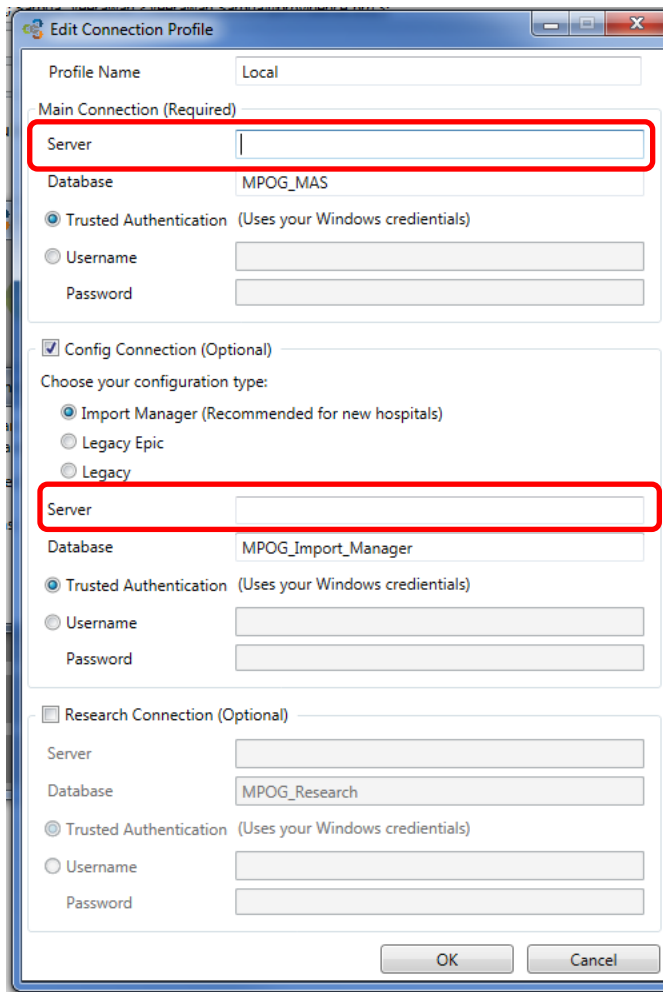 Edit Connection Profile
Profile Name Local
Main Connection (Required)
Server
Database MPOG_MAS
Trusted Authentication (Uses your Windows credientials)
Username
Password
Config Connection (Optional)
Choose your configuration type:
Import Manager (Recommended for new hospitals)
Legacy Epic
Legacy
Server
Database MPOG_Import_Manager
Trusted Authentication (Uses your Windows credientials)
Username
Password
Research Connection (Optional)
Server
Database MPOG_Research
Trusted Authentication (Uses your Windows credientials)
Username
Password
OK Cancel